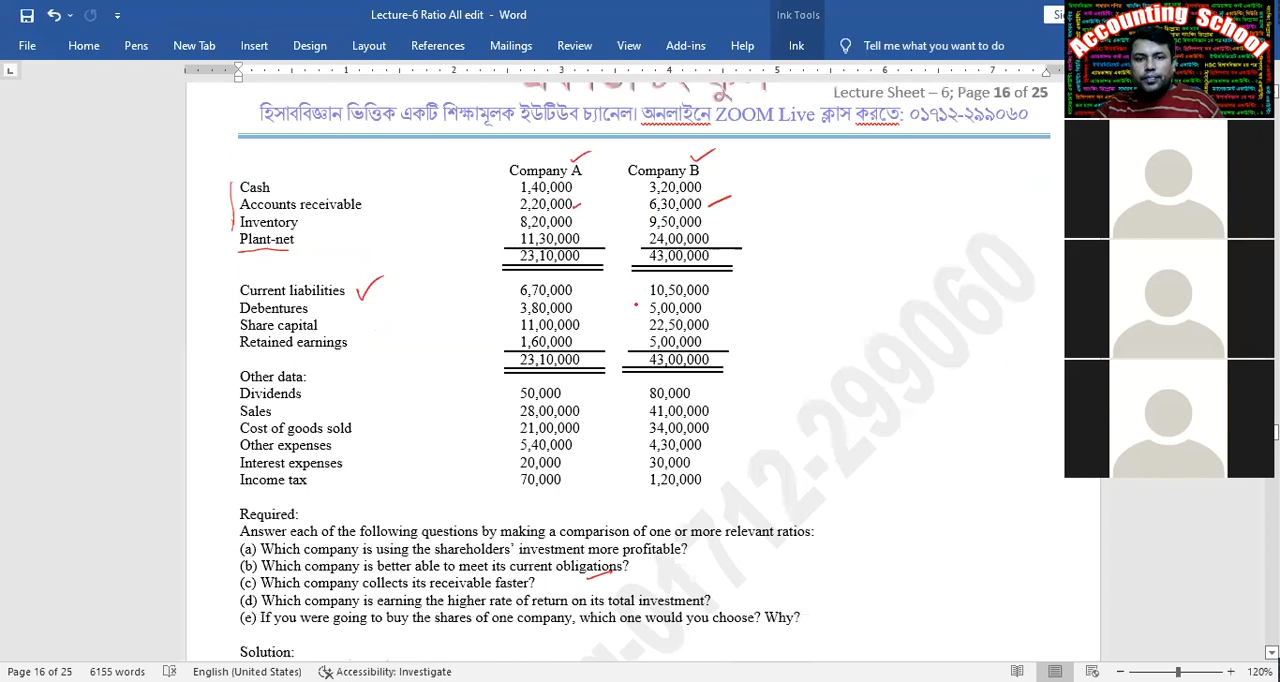 Lecture-6 Ratio All edit - Word
Ink Tools
File Home Pens New Tab Insert Design Layout References Mailings Review View Add-ins Help Ink Tell me what you want to do
Accounting School
1 2 3 4 5 6 7
Lecture Sheet – 6; Page 16 of 25
হিসাববিজ্ঞান ভিত্তিক একটি শিক্ষামূলক ইউটিউব চ্যানেল। অনলাইনে ZOOM Live ক্লাস করতে: ০১৭১২-২৯৯০৬০
Company A Company B
Cash 1,40,000 3,20,000
Accounts receivable 2,20,000 6,30,000
Inventory 8,20,000 9,50,000
Plant-net 11,30,000 24,00,000
23,10,000 43,00,000
Current liabilities 6,70,000 10,50,000
Debentures 3,80,000 5,00,000
Share capital 11,00,000 22,50,000
Retained earnings 1,60,000 5,00,000
23,10,000 43,00,000
Other data:
Dividends 50,000 80,000
Sales 28,00,000 41,00,000
Cost of goods sold 21,00,000 34,00,000
Other expenses 5,40,000 4,30,000
Interest expenses 20,000 30,000
Income tax 70,000 1,20,000
Required:
Answer each of the following questions by making a comparison of one or more relevant ratios:
(a) Which company is using the shareholders’ investment more profitable?
(b) Which company is better able to meet its current obligations?
(c) Which company collects its receivable faster?
(d) Which company is earning the higher rate of return on its total investment?
(e) If you were going to buy the shares of one company, which one would you choose? Why?
Solution:
01712-299060
Page 16 of 25 6155 words English (United States) Accessibility: Investigate 120%